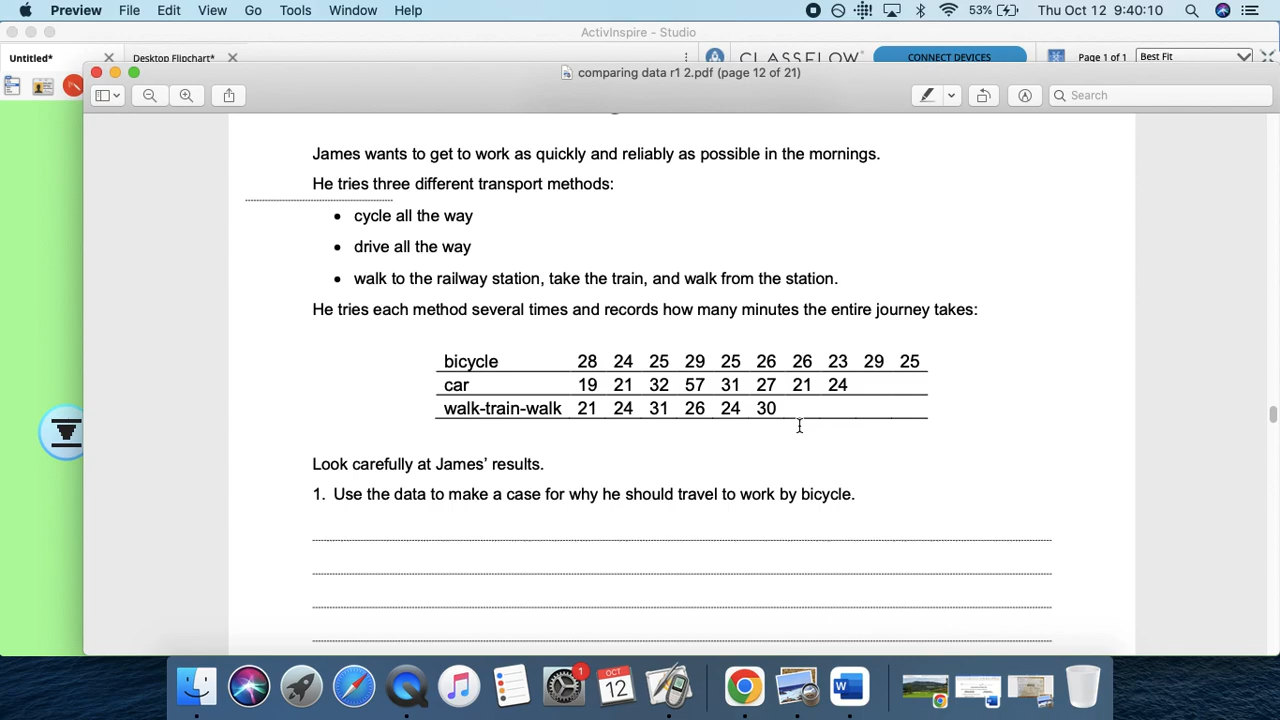 Preview File Edit View Go Tools Window Help 53% Thu Oct 12 9:40:10
ActivInspire - Studio
Untitled* Desktop Flipchart* CLASSFLOW CONNECT DEVICES Page 1 of 1 Best Fit
comparing data r1 2.pdf (page 12 of 21)
Search
James wants to get to work as quickly and reliably as possible in the mornings.
He tries three different transport methods:
• cycle all the way
• drive all the way
• walk to the railway station, take the train, and walk from the station.
He tries each method several times and records how many minutes the entire journey takes:
bicycle 28 24 25 29 25 26 26 23 29 25
car 19 21 32 57 31 27 21 24
walk-train-walk 21 24 31 26 24 30
Look carefully at James’ results.
1. Use the data to make a case for why he should travel to work by bicycle.
1
OCT
12
W